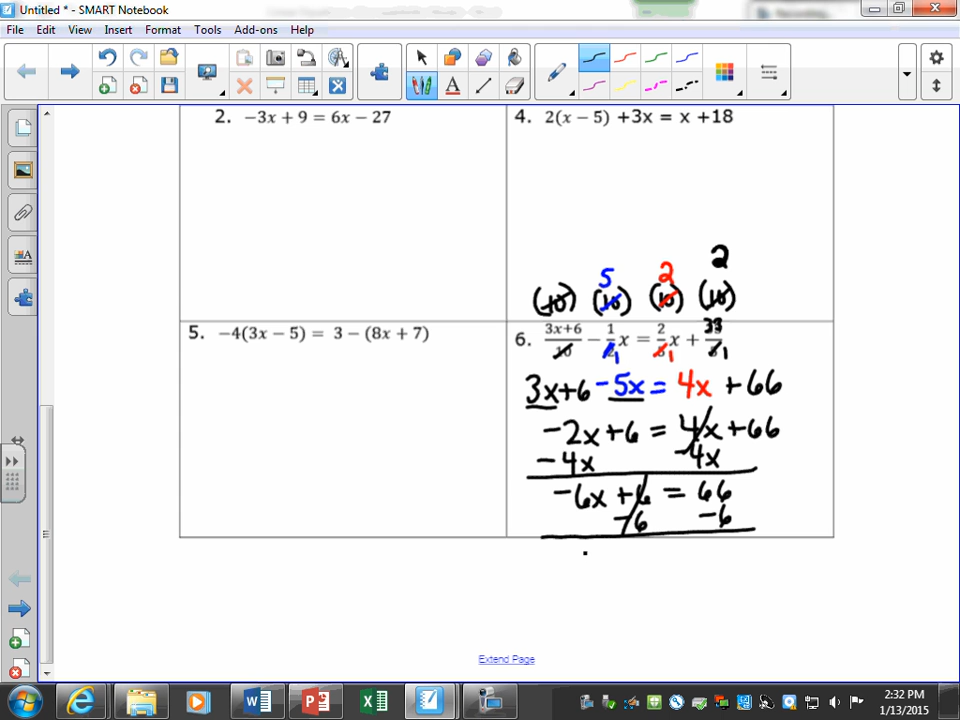 Untitled * - SMART Notebook
File Edit View Insert Format Tools Add-ons Help
2. −3x + 9 = 6x − 27
4. 2(x − 5) +3x = x +18
5 2 2
(10) (10) (10) (10)
5. −4(3x − 5) = 3 − (8x + 7)
6. 3x+6/10 − 1/2 x = 2/5 x + 33/5
1 1 1
3x+6 −5x = 4x +66
−2x+6 = 4x+66
−4x −4x
−6x +6 = 66
−6 −6
Extend Page
2:32 PM
1/13/2015